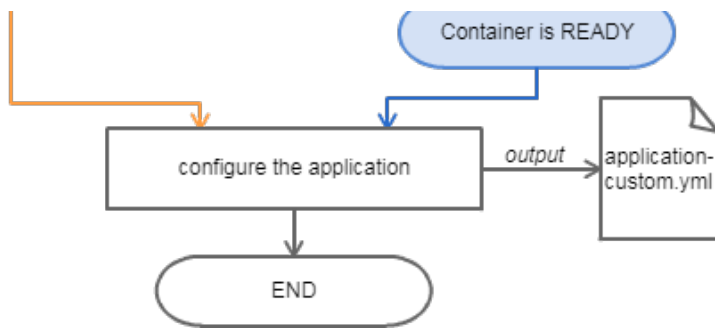 Container is READY
configure the application
output
application-
custom.yml
END